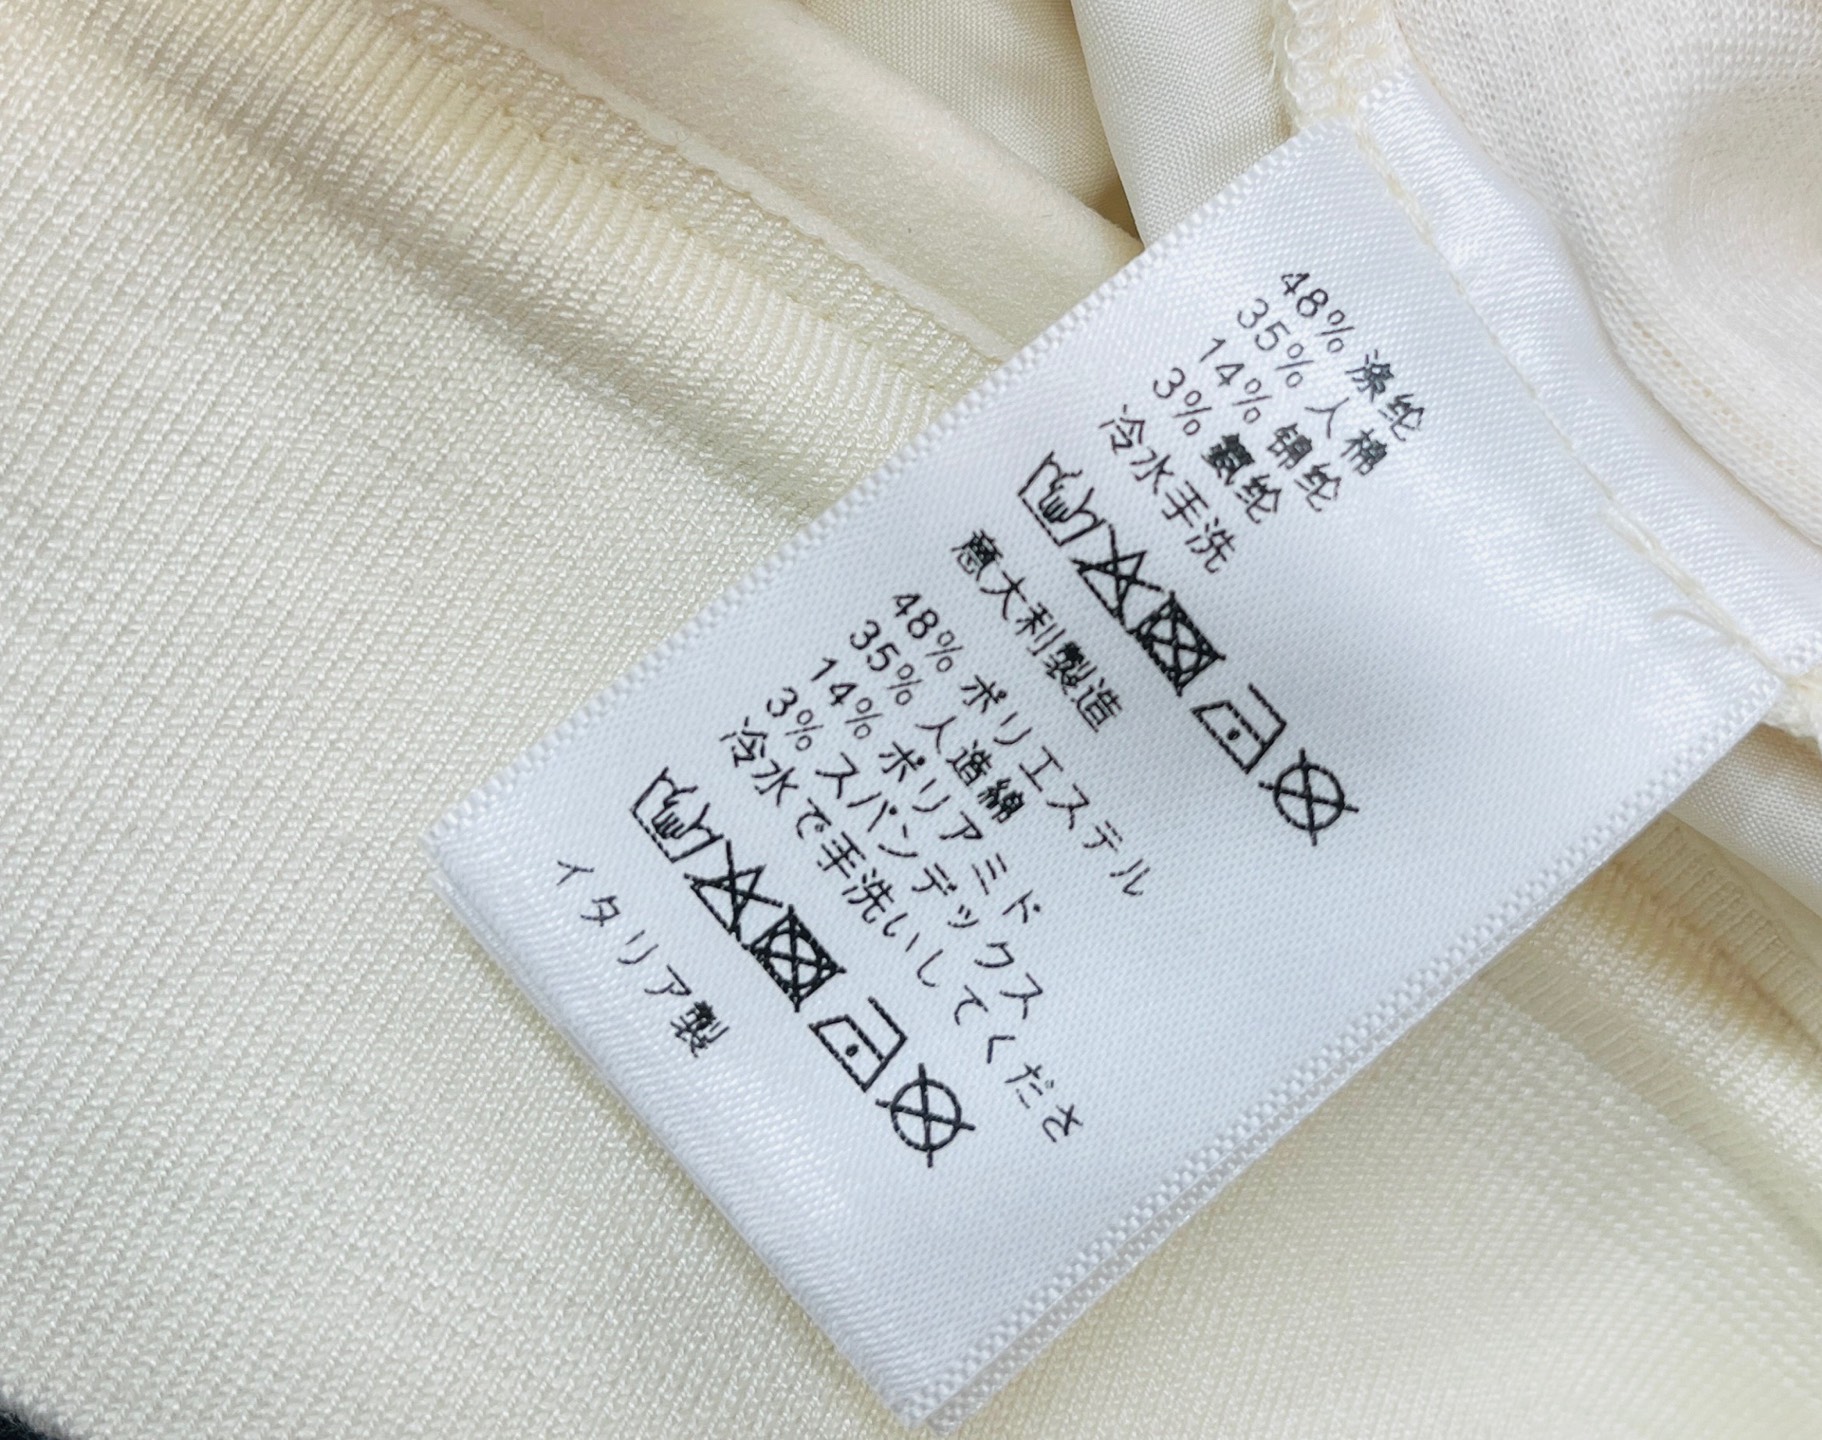 48% 涤纶
35% 人棉
14% 锦纶
3% 氨纶
冷水手洗
意大利製造
48% ポリエステル
35% 人造綿
14% ポリアミド
3% スパンデックス
冷水で手洗いしてくださ
イタリア製